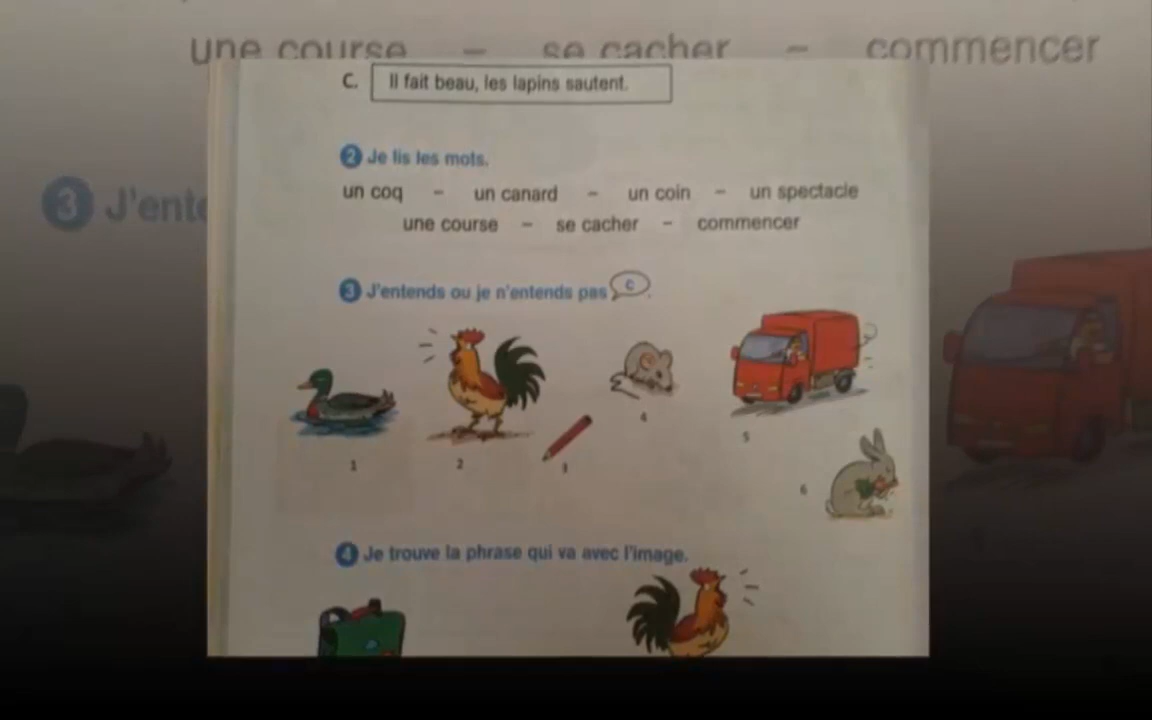 une course – se cacher – commencer
C. Il fait beau, les lapins sautent.
2 Je lis les mots.
un coq – un canard – un coin – un spectacle
une course – se cacher – commencer
3 J'ente
3 J'entends ou je n'entends pas c.
1 2 3 4 5 6
4 Je trouve la phrase qui va avec l'image.